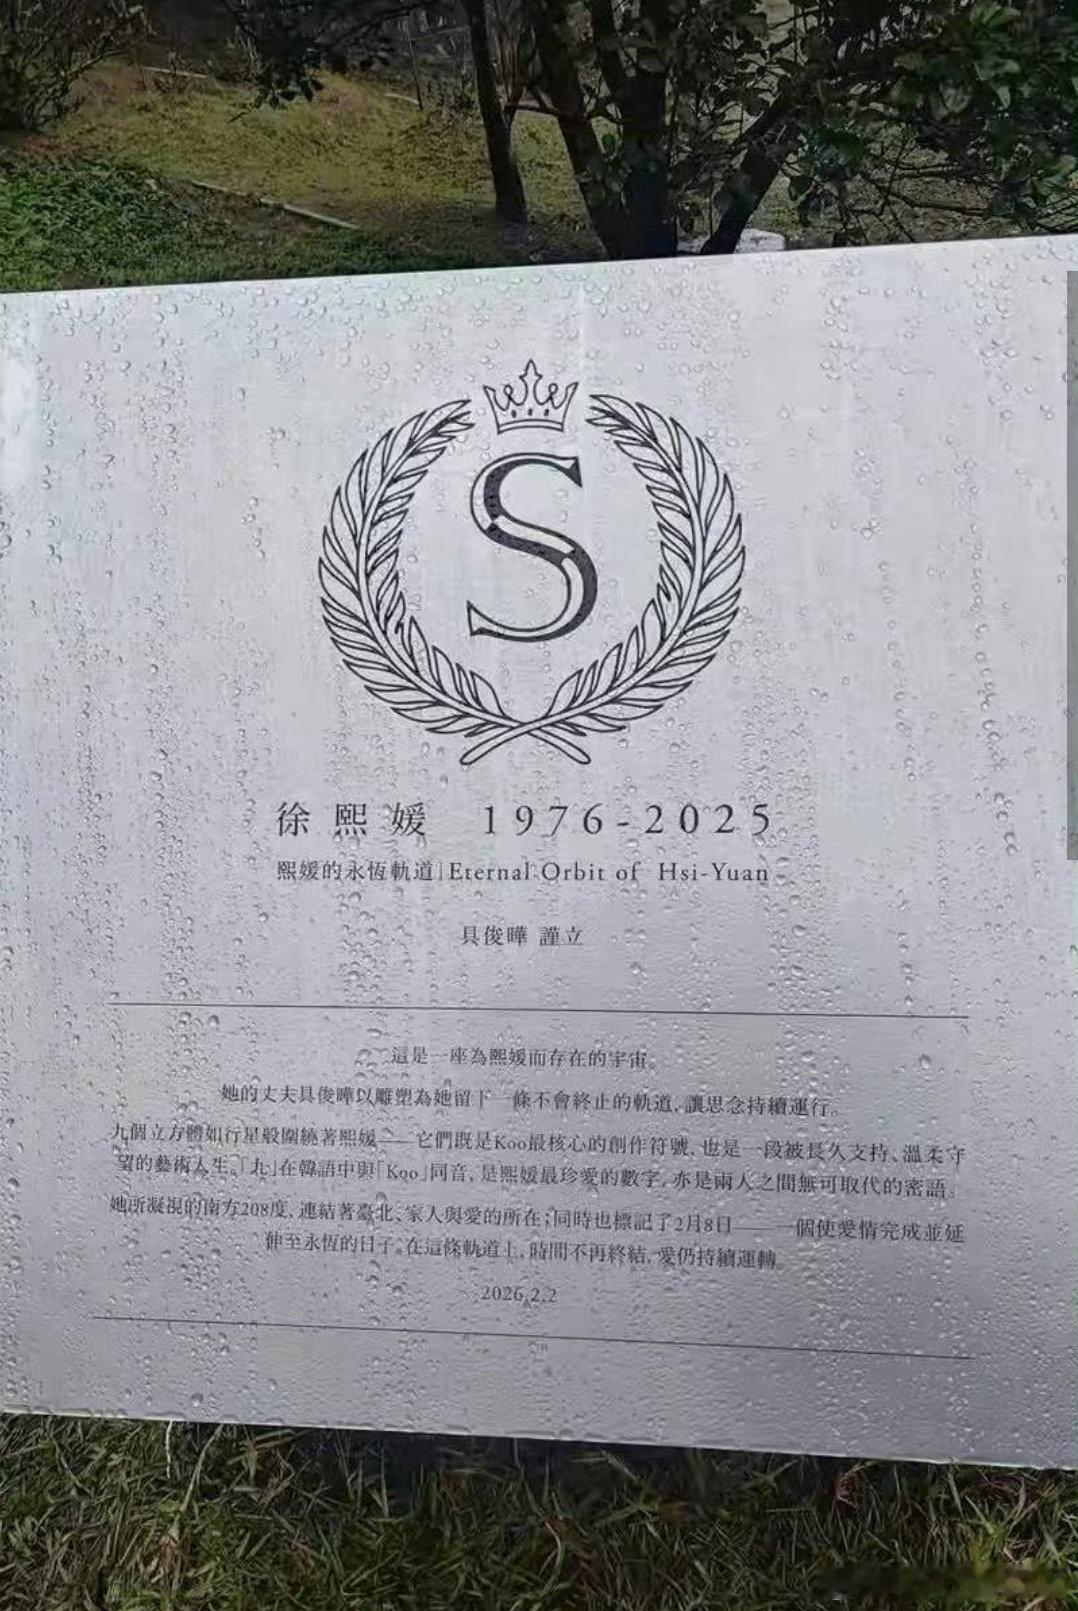 S
徐熙媛 1976-2025
熙媛的永恆軌道|Eternal Orbit of Hsi-Yuan
具俊曄 謹立
這是一座為熙媛而存在的宇宙。
她的丈夫具俊曄以雕塑為她留下一條不會終止的軌道,讓思念持續運行。
九個立方體如行星般圍繞著熙媛——它們既是Koo最核心的創作符號,也是一段被長久支持、溫柔守
望的藝術人生。「九」在韓語中與「Koo」同音,是熙媛最珍愛的數字,亦是兩人之間無可取代的密語。
她所凝視的南方208度,連結著臺北、家人與愛的所在;同時也標記了2月8日——一個使愛情完成並延
伸至永恆的日子。在這條軌道上,時間不再終結,愛仍持續運轉
2026.2.2